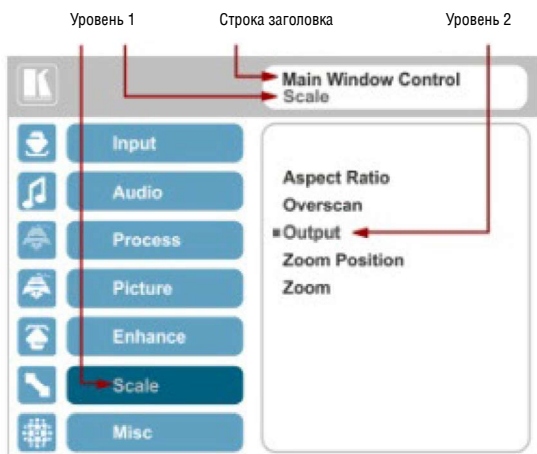 Уровень 1
Строка заголовка
Уровень 2
K
Main Window Control
Scale
Input
Audio
Process
Picture
Enhance
Scale
Misc
Aspect Ratio
Overscan
Output
Zoom Position
Zoom